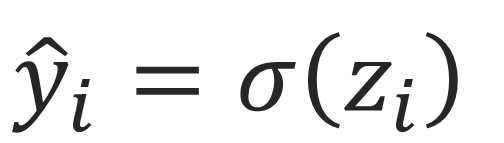 ŷᵢ = σ(zᵢ)